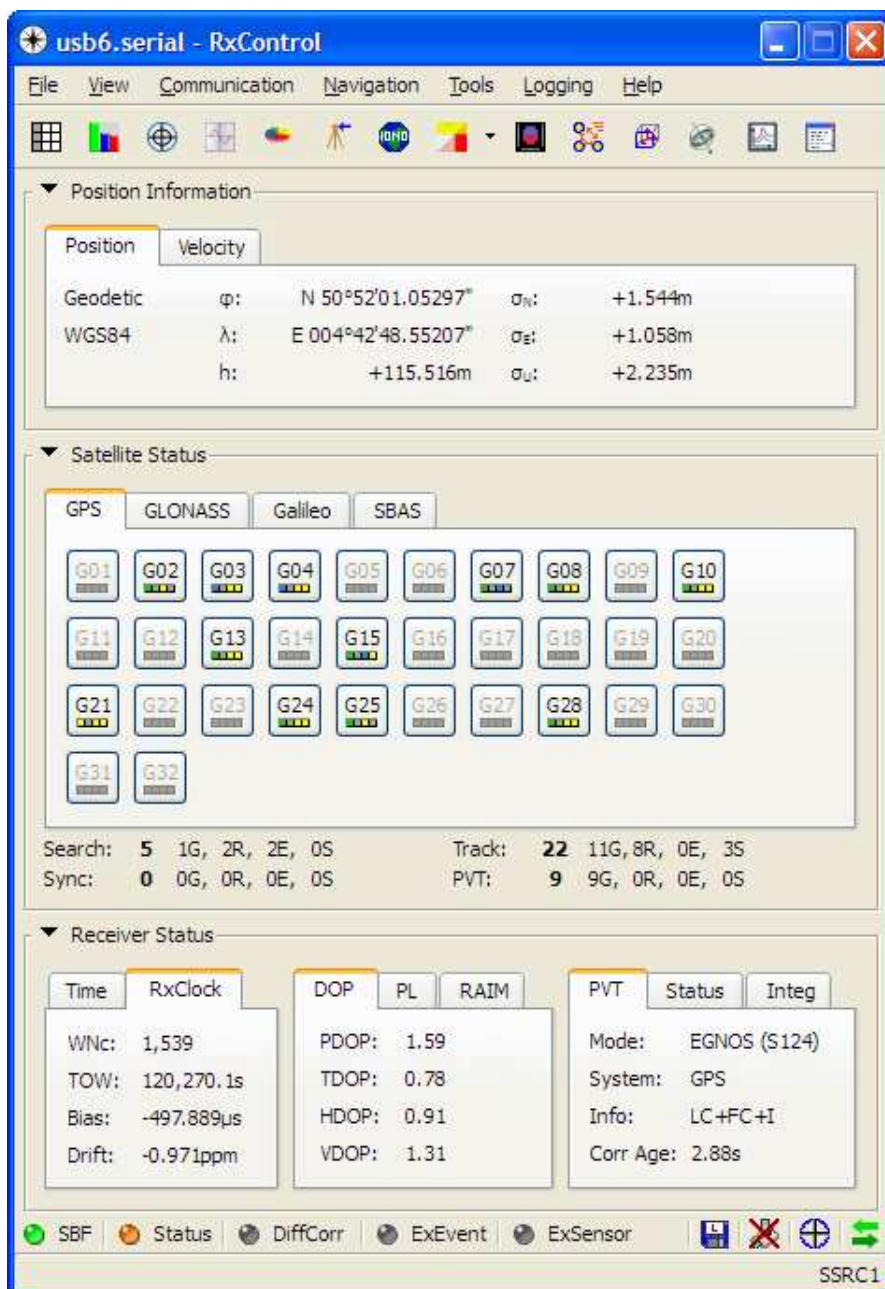 usb6.serial - RxControl
File View Communication Navigation Tools Logging Help
IONO
Position Information
Position Velocity
Geodetic φ: N 50°52'01.05297" σN: +1.544m
WGS84 λ: E 004°42'48.55207" σE: +1.058m
h: +115.516m σU: +2.235m
Satellite Status
GPS GLONASS Galileo SBAS
G01 G02 G03 G04 G05 G06 G07 G08 G09 G10
G11 G12 G13 G14 G15 G16 G17 G18 G19 G20
G21 G22 G23 G24 G25 G26 G27 G28 G29 G30
G31 G32
Search: 5 1G, 2R, 2E, 0S Track: 22 11G, 8R, 0E, 3S
Sync: 0 0G, 0R, 0E, 0S PVT: 9 9G, 0R, 0E, 0S
Receiver Status
Time RxClock DOP PL RAIM PVT Status Integ
WNc: 1,539 PDOP: 1.59 Mode: EGNOS (S124)
TOW: 120,270.1s TDOP: 0.78 System: GPS
Bias: -497.889µs HDOP: 0.91 Info: LC+FC+I
Drift: -0.971ppm VDOP: 1.31 Corr Age: 2.88s
SBF Status DiffCorr ExEvent ExSensor
SSRC1